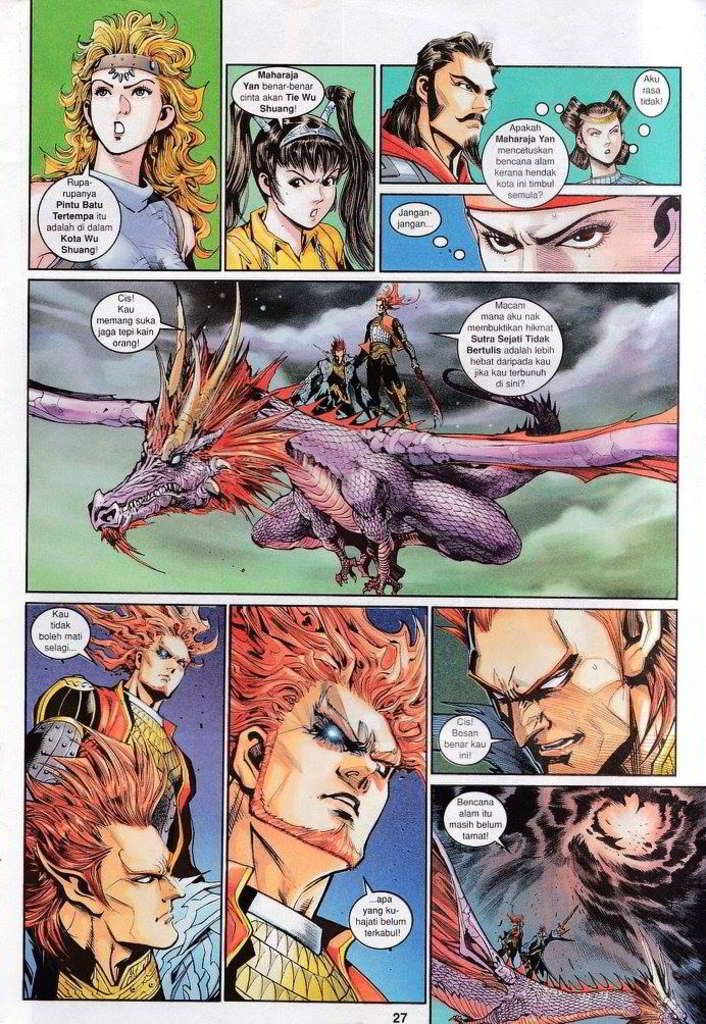 Rupa-
rupanya
Pintu Batu
Tertempa itu
adalah di dalam
Kota Wu
Shuang!
Maharaja
Yan benar-benar
cinta akan Tie Wu
Shuang!
Apakah
Maharaja Yan
mencetuskan
bencana alam
kerana hendak
kota ini timbul
semula?
Aku
rasa
tidak!
Jangan-
jangan...
Cis!
Kau
memang suka
jaga tepi kain
orang!
Macam
mana aku nak
membuktikan hikmat
Sutra Sejati Tidak
Bertulis adalah lebih
hebat daripada kau
jika kau terbunuh
di sini?
Kau
tidak
boleh mati
selagi...
...apa
yang ku-
hajati belum
terkabul!
Cis!
Bosan
benar kau
ini!
Bencana
alam itu
masih belum
tamat!
27